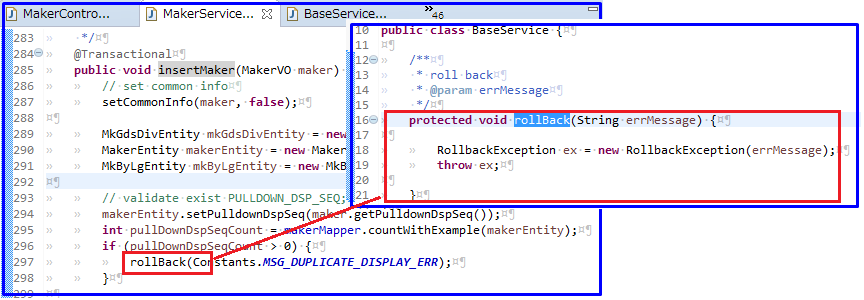 MakerContro...
MakerService...
BaseService...
»46
283 */
284 @Transactional
285 public void insertMaker(MakerVO maker)
286 // set common info
287 setCommonInfo(maker, false);
288
289 MkGdsDivEntity mkGdsDivEntity = new
290 MakerEntity makerEntity = new Maker
291 MkByLgEntity mkByLgEntity = new MkB
292
293 // validate exist PULLDOWN_DSP_SEQ;
294 makerEntity.setPulldownDspSeq(maker.getPulldownDspSeq());
295 int pullDownDspSeqCount = makerMapper.countWithExample(makerEntity);
296 if (pullDownDspSeqCount > 0) {
297 rollBack(Constants.MSG_DUPLICATE_DISPLAY_ERR);
298 }
299
10 public class BaseService {
11
12 /**
13 * roll back
14 * @param errMessage
15 */
16 protected void rollBack(String errMessage) {
17
18 RollbackException ex = new RollbackException(errMessage);
19 throw ex;
20
21 }